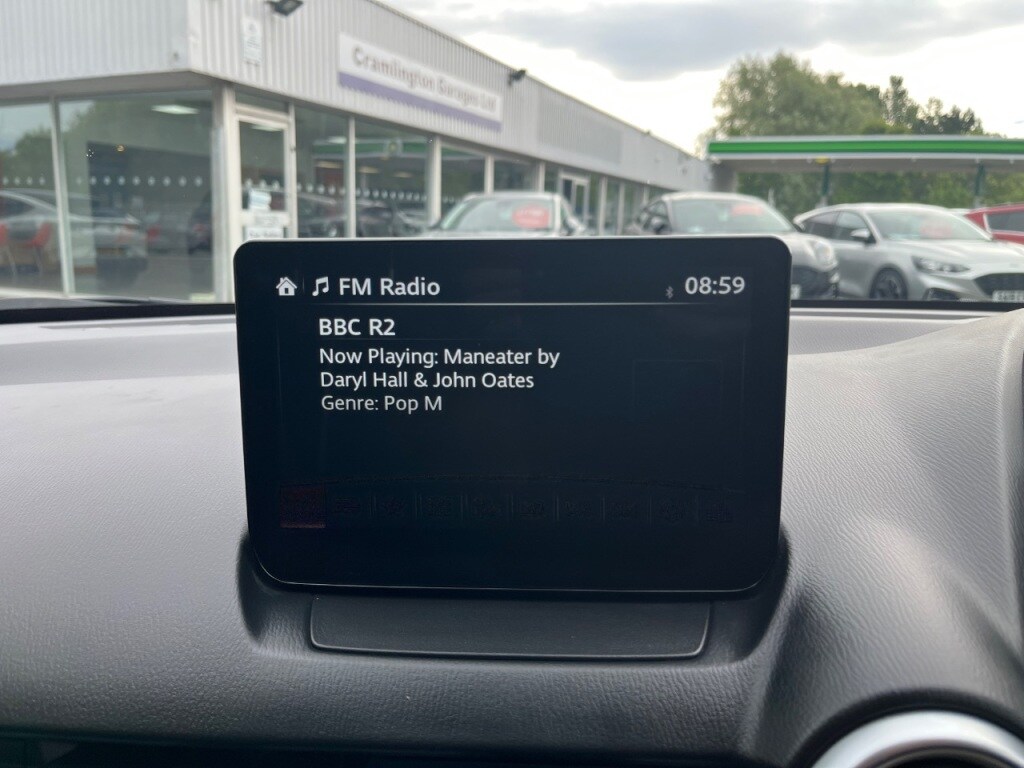 Cramlington Garages Ltd
FM Radio
08:59
BBC R2
Now Playing: Maneater by
Daryl Hall & John Oates
Genre: Pop M